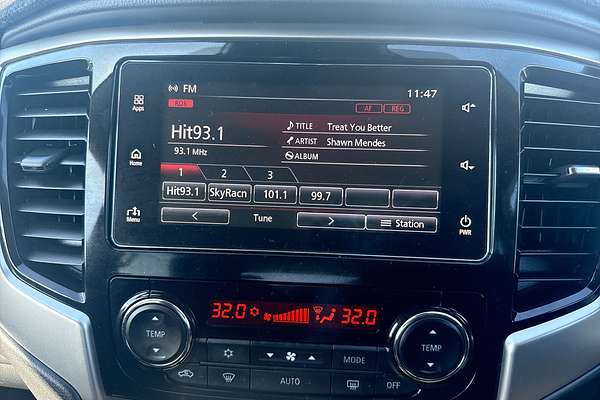 FM
11:47
RDS
AF REG
Hit93.1
93.1 MHz
TITLE Treat You Better
ARTIST Shawn Mendes
ALBUM
1 2 3
Hit93.1 SkyRacn 101.1 99.7
< Tune > Station
Apps
Home
Menu
PWR
32.0 32.0
TEMP
TEMP
MODE
AUTO
OFF